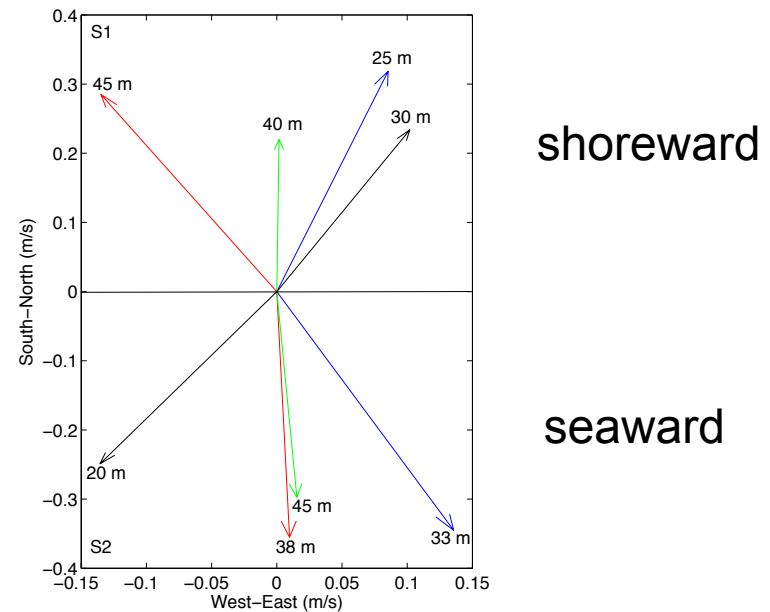 0.4
S1
25 m
45 m
0.3
30 m
40 m
shoreward
0.2
0.1
South−North (m/s)
0
−0.1
seaward
−0.2
20 m
−0.3
45 m
33 m
38 m
S2
−0.4
−0.15 −0.1 −0.05 0 0.05 0.1 0.15
West−East (m/s)